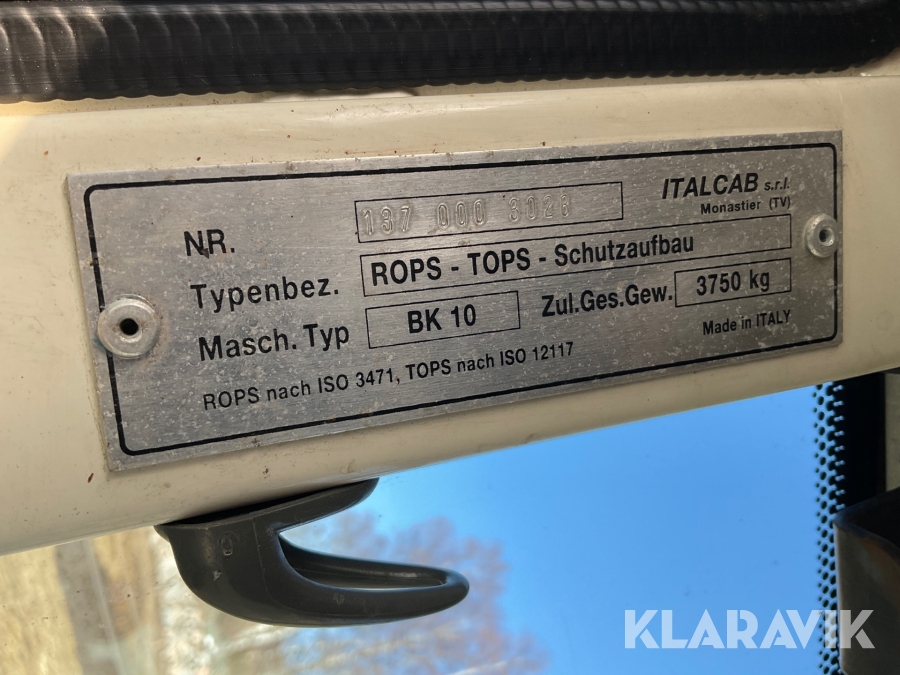 ITALCAB s.r.l.
Monastier (TV)
NR. 137 000 3028
Typenbez. ROPS - TOPS - Schutzaufbau
Masch. Typ BK 10 Zul.Ges.Gew. 3750 kg
ROPS nach ISO 3471, TOPS nach ISO 12117
Made in ITALY
KLARAVIK